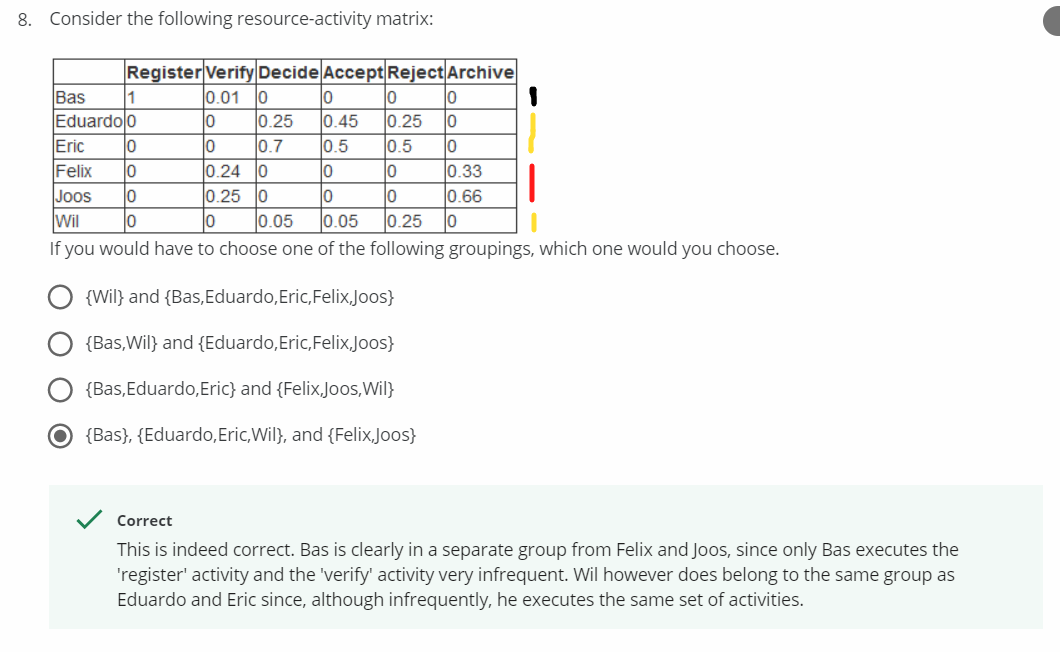 8. Consider the following resource-activity matrix:
Register Verify Decide Accept Reject Archive
Bas 1 0.01 0 0 0 0
Eduardo 0 0 0.25 0.45 0.25 0
Eric 0 0 0.7 0.5 0.5 0
Felix 0 0.24 0 0 0 0.33
Joos 0 0.25 0 0 0 0.66
Wil 0 0 0.05 0.05 0.25 0
If you would have to choose one of the following groupings, which one would you choose.
{Wil} and {Bas,Eduardo,Eric,Felix,Joos}
{Bas,Wil} and {Eduardo,Eric,Felix,Joos}
{Bas,Eduardo,Eric} and {Felix,Joos,Wil}
{Bas}, {Eduardo,Eric,Wil}, and {Felix,Joos}
Correct
This is indeed correct. Bas is clearly in a separate group from Felix and Joos, since only Bas executes the
'register' activity and the 'verify' activity very infrequent. Wil however does belong to the same group as
Eduardo and Eric since, although infrequently, he executes the same set of activities.